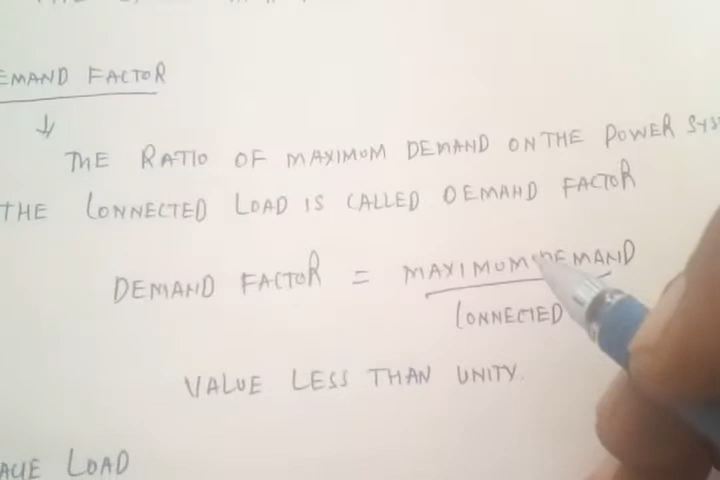 EMAND FACTOR
THE RATIO OF MAXIMUM DEMAND ON THE POWER SYS
THE CONNECTED LOAD IS CALLED DEMAND FACTOR
DEMAND FACTOR = MAXIMUM DEMAND
CONNECTED
VALUE LESS THAN UNITY.
LOAD